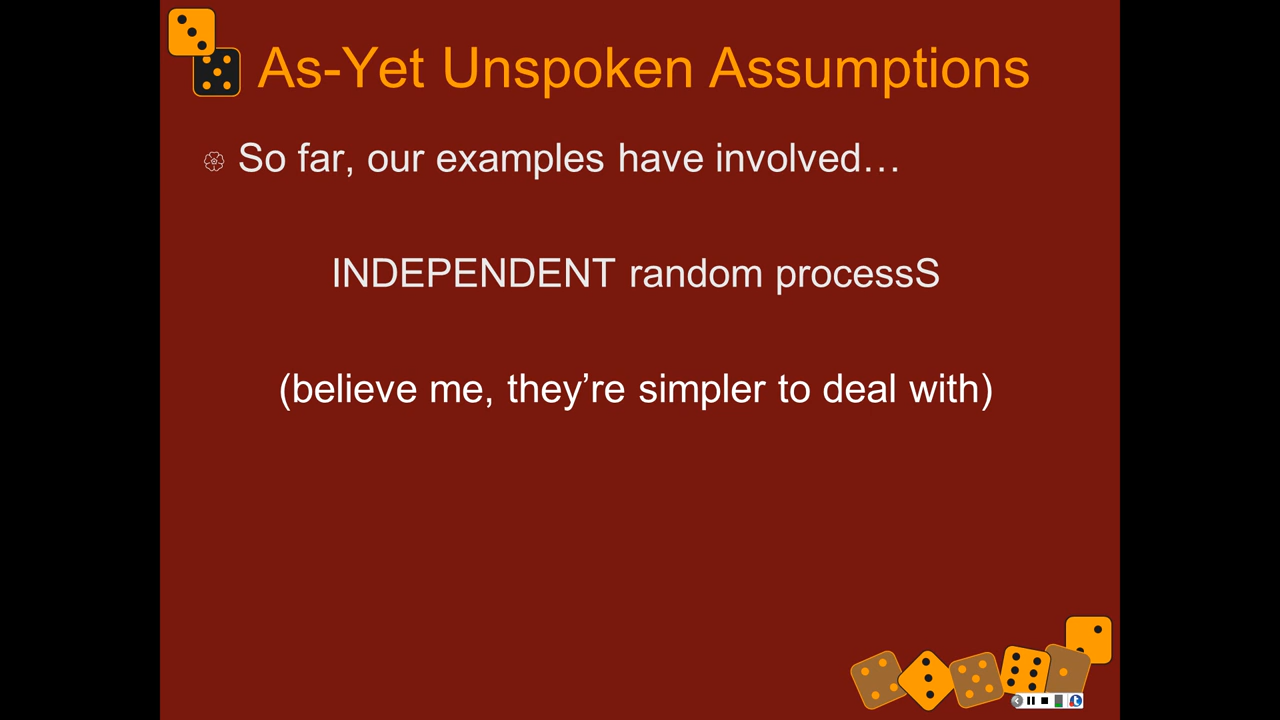 As-Yet Unspoken Assumptions
So far, our examples have involved…
INDEPENDENT random processS
(believe me, they’re simpler to deal with)